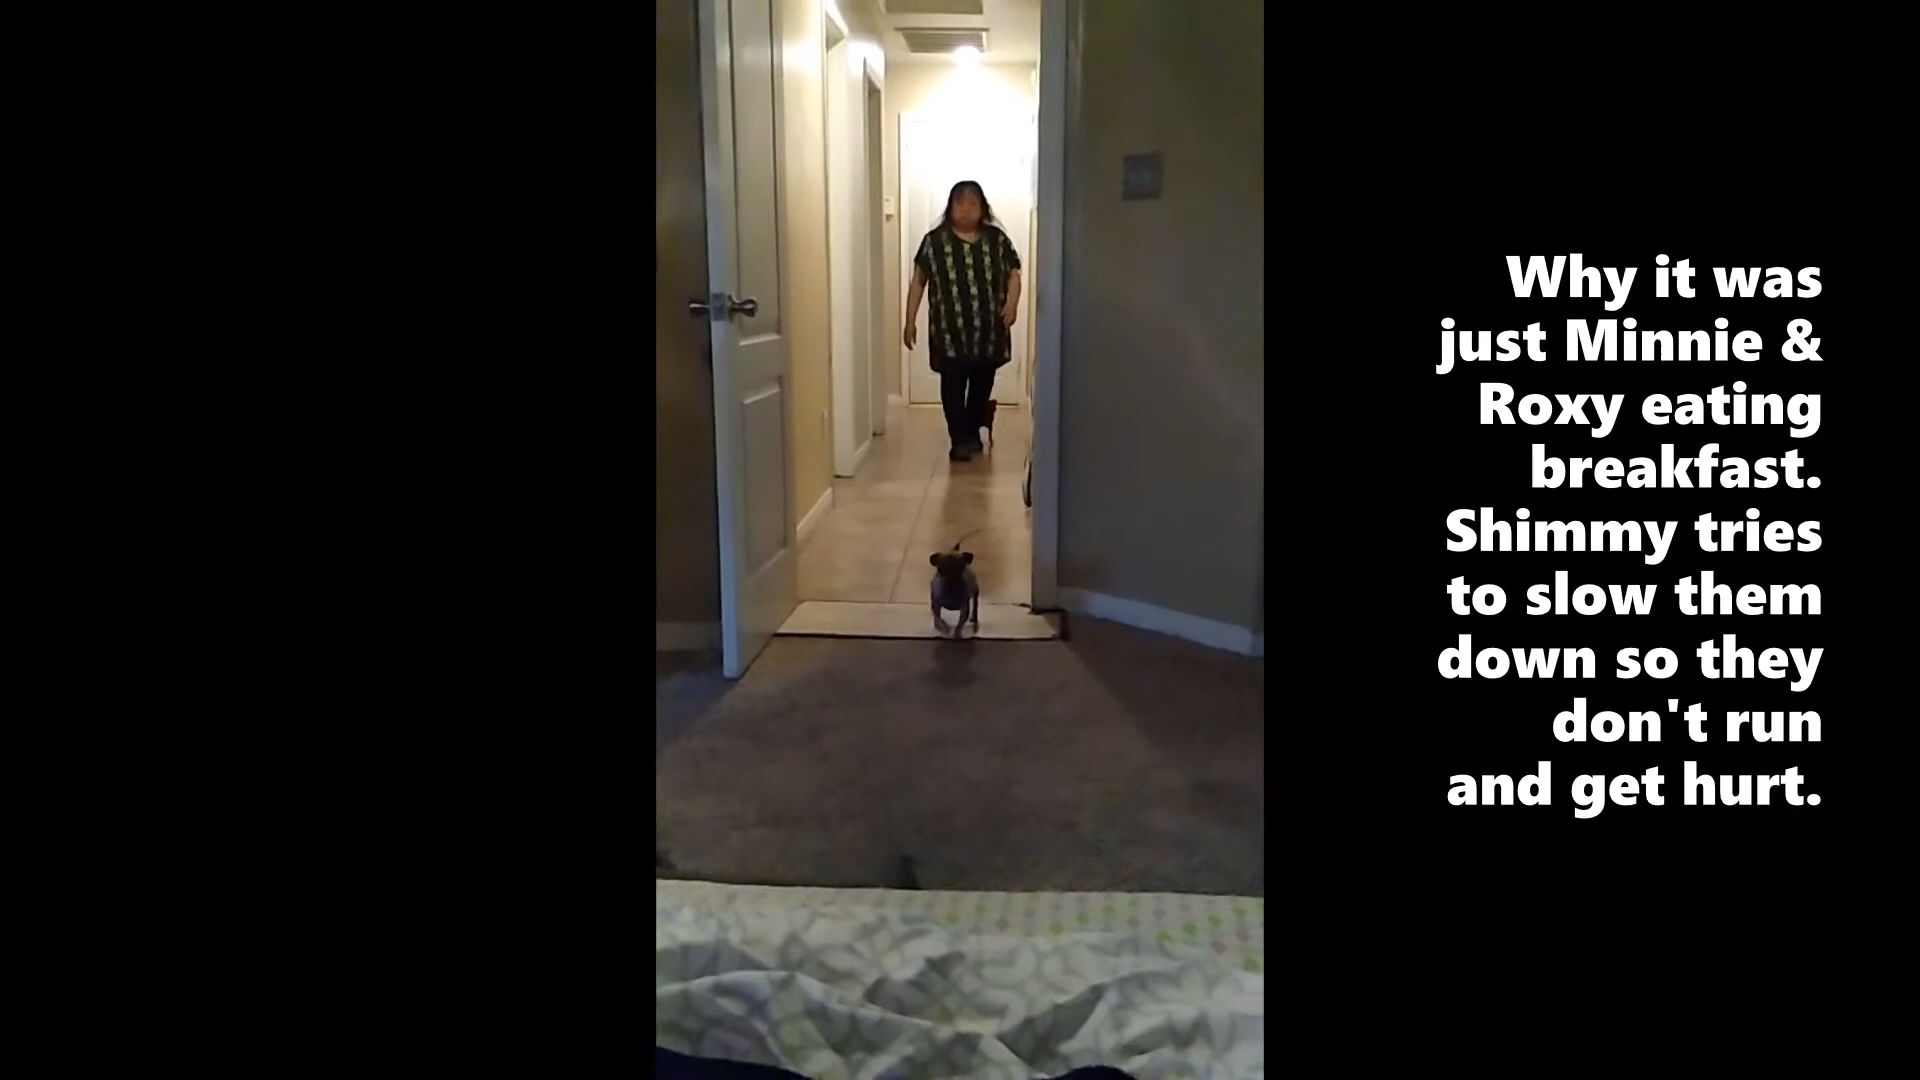 Why it was
just Minnie &
Roxy eating
breakfast.
Shimmy tries
to slow them
down so they
don't run
and get hurt.